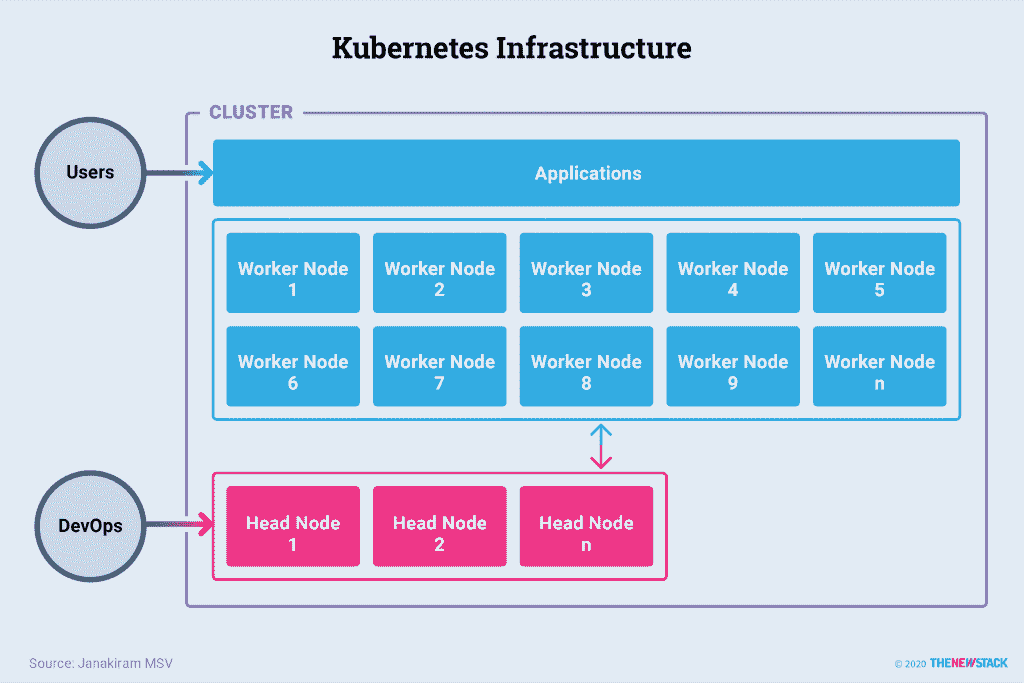 Kubernetes Infrastructure
CLUSTER
Users
Applications
Worker Node
1
Worker Node
2
Worker Node
3
Worker Node
4
Worker Node
5
Worker Node
6
Worker Node
7
Worker Node
8
Worker Node
9
Worker Node
n
DevOps
Head Node
1
Head Node
2
Head Node
n
Source: Janakiram MSV
© 2020 THENEWSTACK